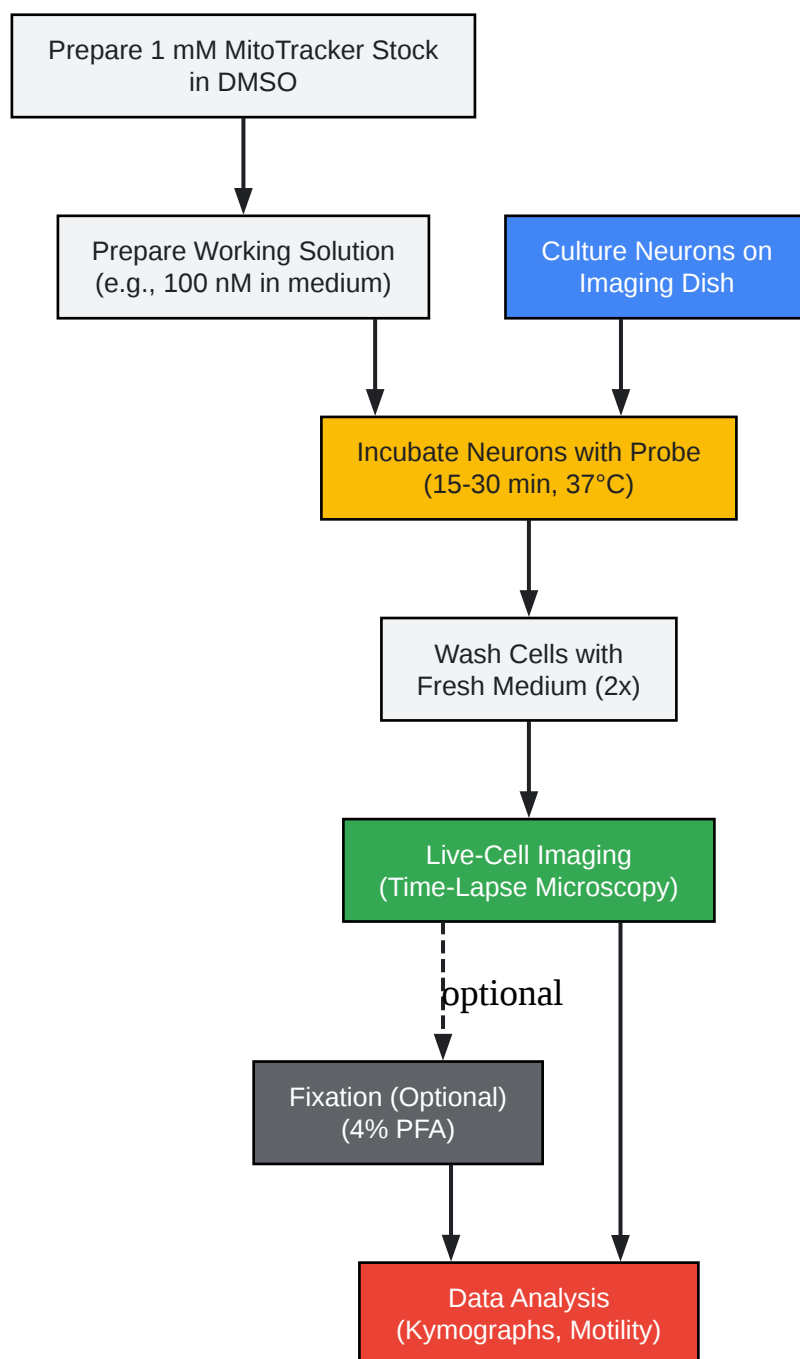 Prepare 1 mM MitoTracker Stock
in DMSO
Prepare Working Solution
(e.g., 100 nM in medium)
Culture Neurons on
Imaging Dish
Incubate Neurons with Probe
(15-30 min, 37°C)
Wash Cells with
Fresh Medium (2x)
Live-Cell Imaging
(Time-Lapse Microscopy)
optional
Fixation (Optional)
(4% PFA)
Data Analysis
(Kymographs, Motility)